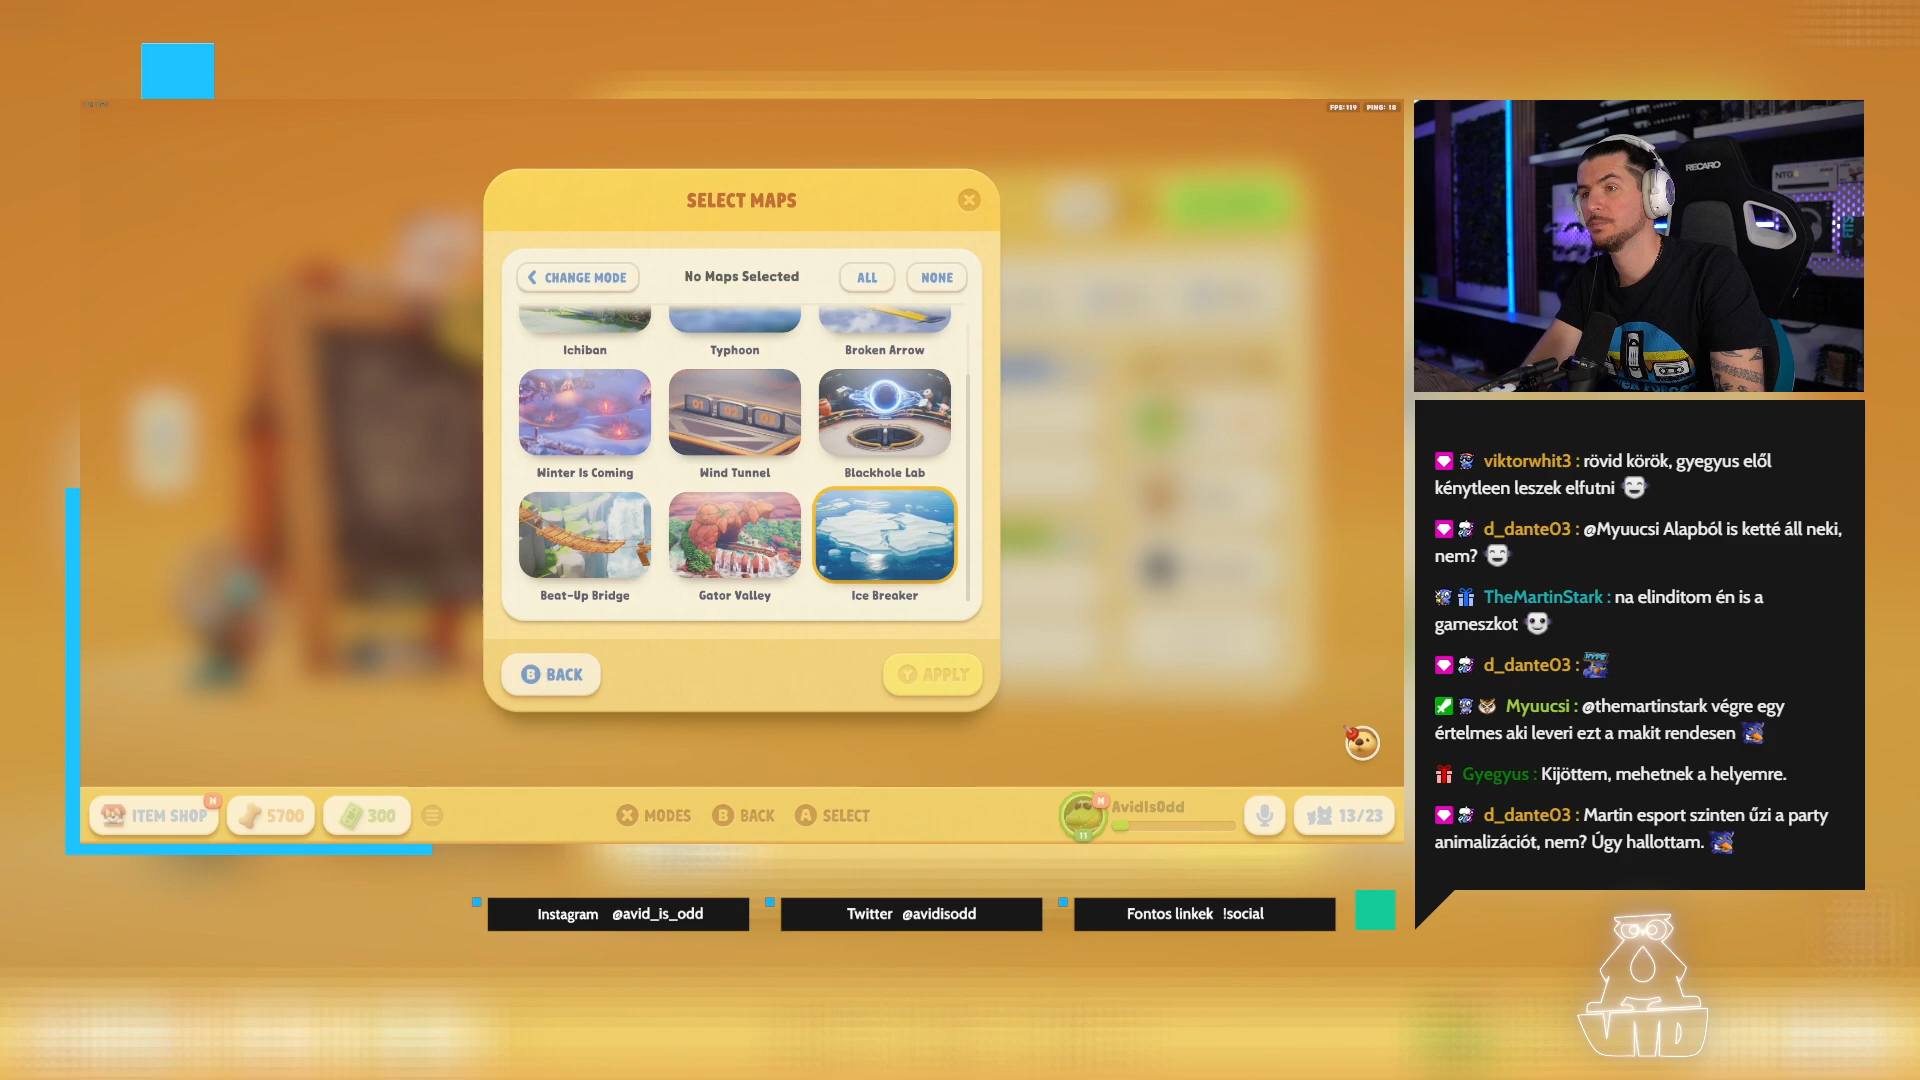 FPS:119 PING: 18
SELECT MAPS
CHANGE MODE
No Maps Selected
ALL
NONE
Ichiban
Typhoon
Broken Arrow
01 02 03
Winter Is Coming
Wind Tunnel
Blackhole Lab
Beat-Up Bridge
Gator Valley
Ice Breaker
B BACK
Y APPLY
ITEM SHOP
N
5700
300
X MODES
B BACK
A SELECT
N
AvidIsOdd
11
13/23
Instagram @avid_is_odd
Twitter @avidisodd
Fontos linkek !social
RECARO
viktorwhit3 : rövid körök, gyegyus elől
kénytleen leszek elfutni
d_dante03 : @Myuucsi Alapból is ketté áll neki,
nem?
TheMartinStark : na elinditom én is a
gameszkot
d_dante03 : HYPE
Myuucsi : @themartinstark végre egy
értelmes aki leveri ezt a makit rendesen
Gyegyus : Kijöttem, mehetnek a helyemre.
d_dante03 : Martin esport szinten űzi a party
animalizációt, nem? Úgy hallottam.